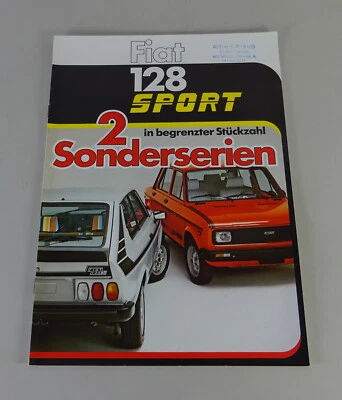 Fiat
128
SPORT
2
in begrenzter Stückzahl
Sonderserien